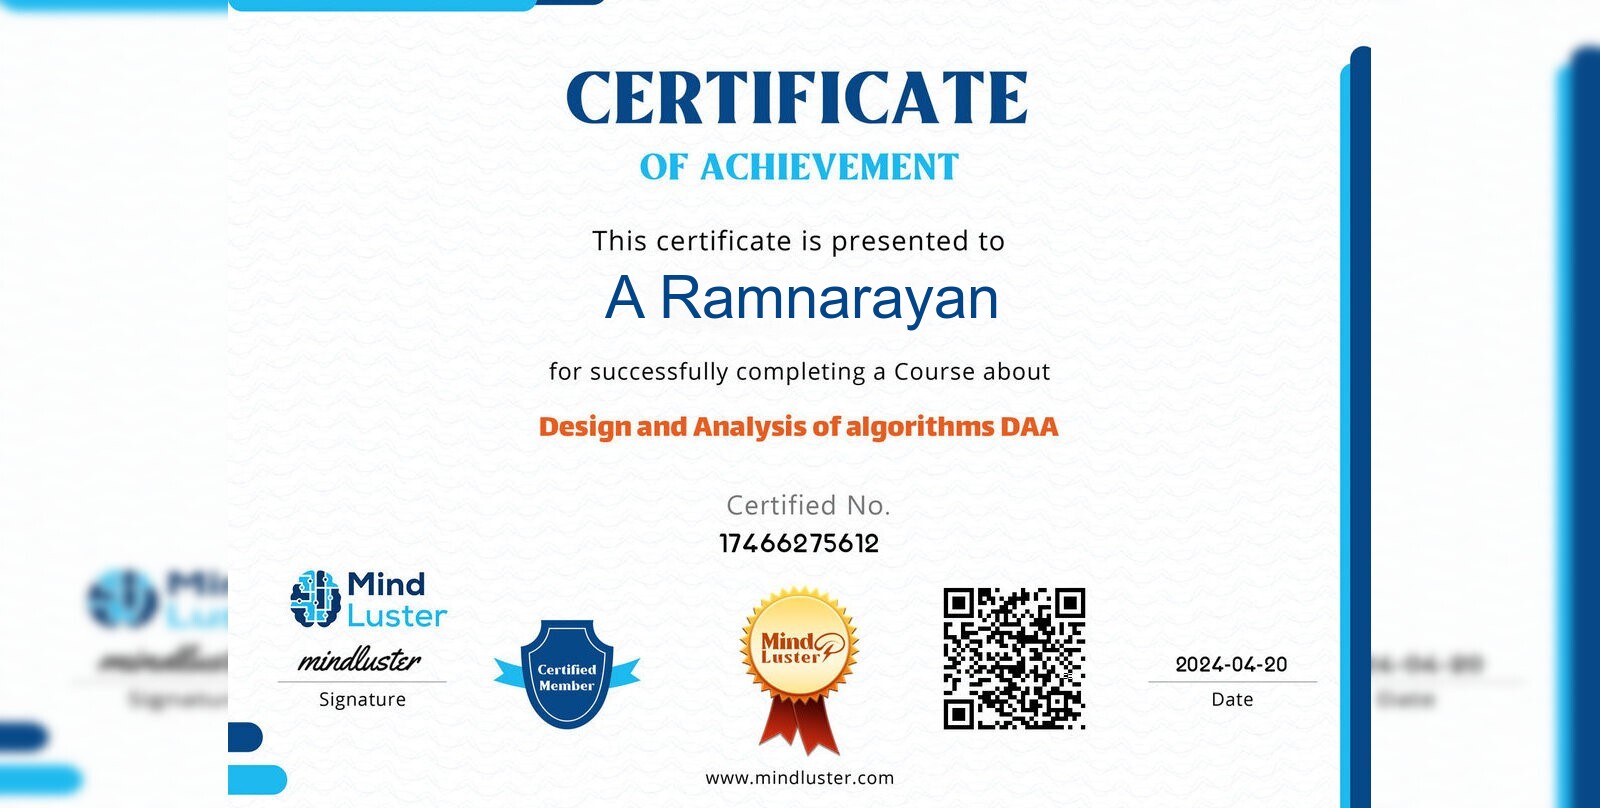 CERTIFICATE
OF ACHIEVEMENT
This certificate is presented to
A Ramnarayan
for successfully completing a Course about
Design and Analysis of algorithms DAA
Certified No.
17466275612
Mind
Luster
mindluster
Signature
Certified
Member
Mind
Luster
2024-04-20
Date
www.mindluster.com